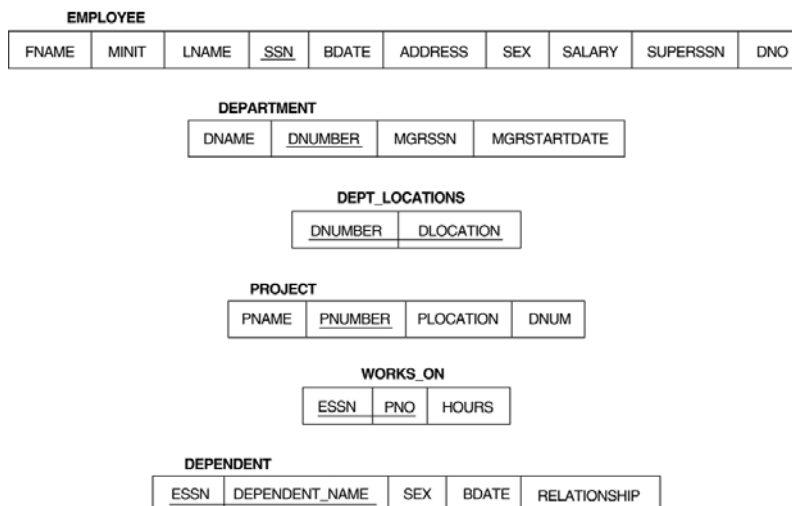 EMPLOYEE
FNAME MINIT LNAME SSN BDATE ADDRESS SEX SALARY SUPERSSN DNO
DEPARTMENT
DNAME DNUMBER MGRSSN MGRSTARTDATE
DEPT_LOCATIONS
DNUMBER DLOCATION
PROJECT
PNAME PNUMBER PLOCATION DNUM
WORKS_ON
ESSN PNO HOURS
DEPENDENT
ESSN DEPENDENT_NAME SEX BDATE RELATIONSHIP